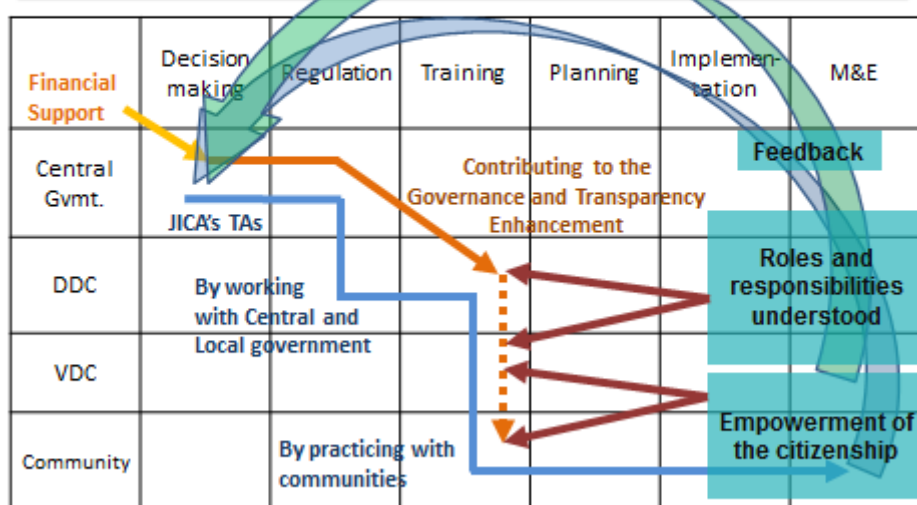 Decision
making
Regulation
Training
Planning
Implemen-
tation
M&E
Financial
Support
Central
Gvmt.
Feedback
Contributing to the
Governance and Transparency
Enhancement
JICA's TAs
DDC
By working
with Central and
Local government
Roles and
responsibilities
understood
VDC
Community
By practicing with
communities
Empowerment of
the citizenship